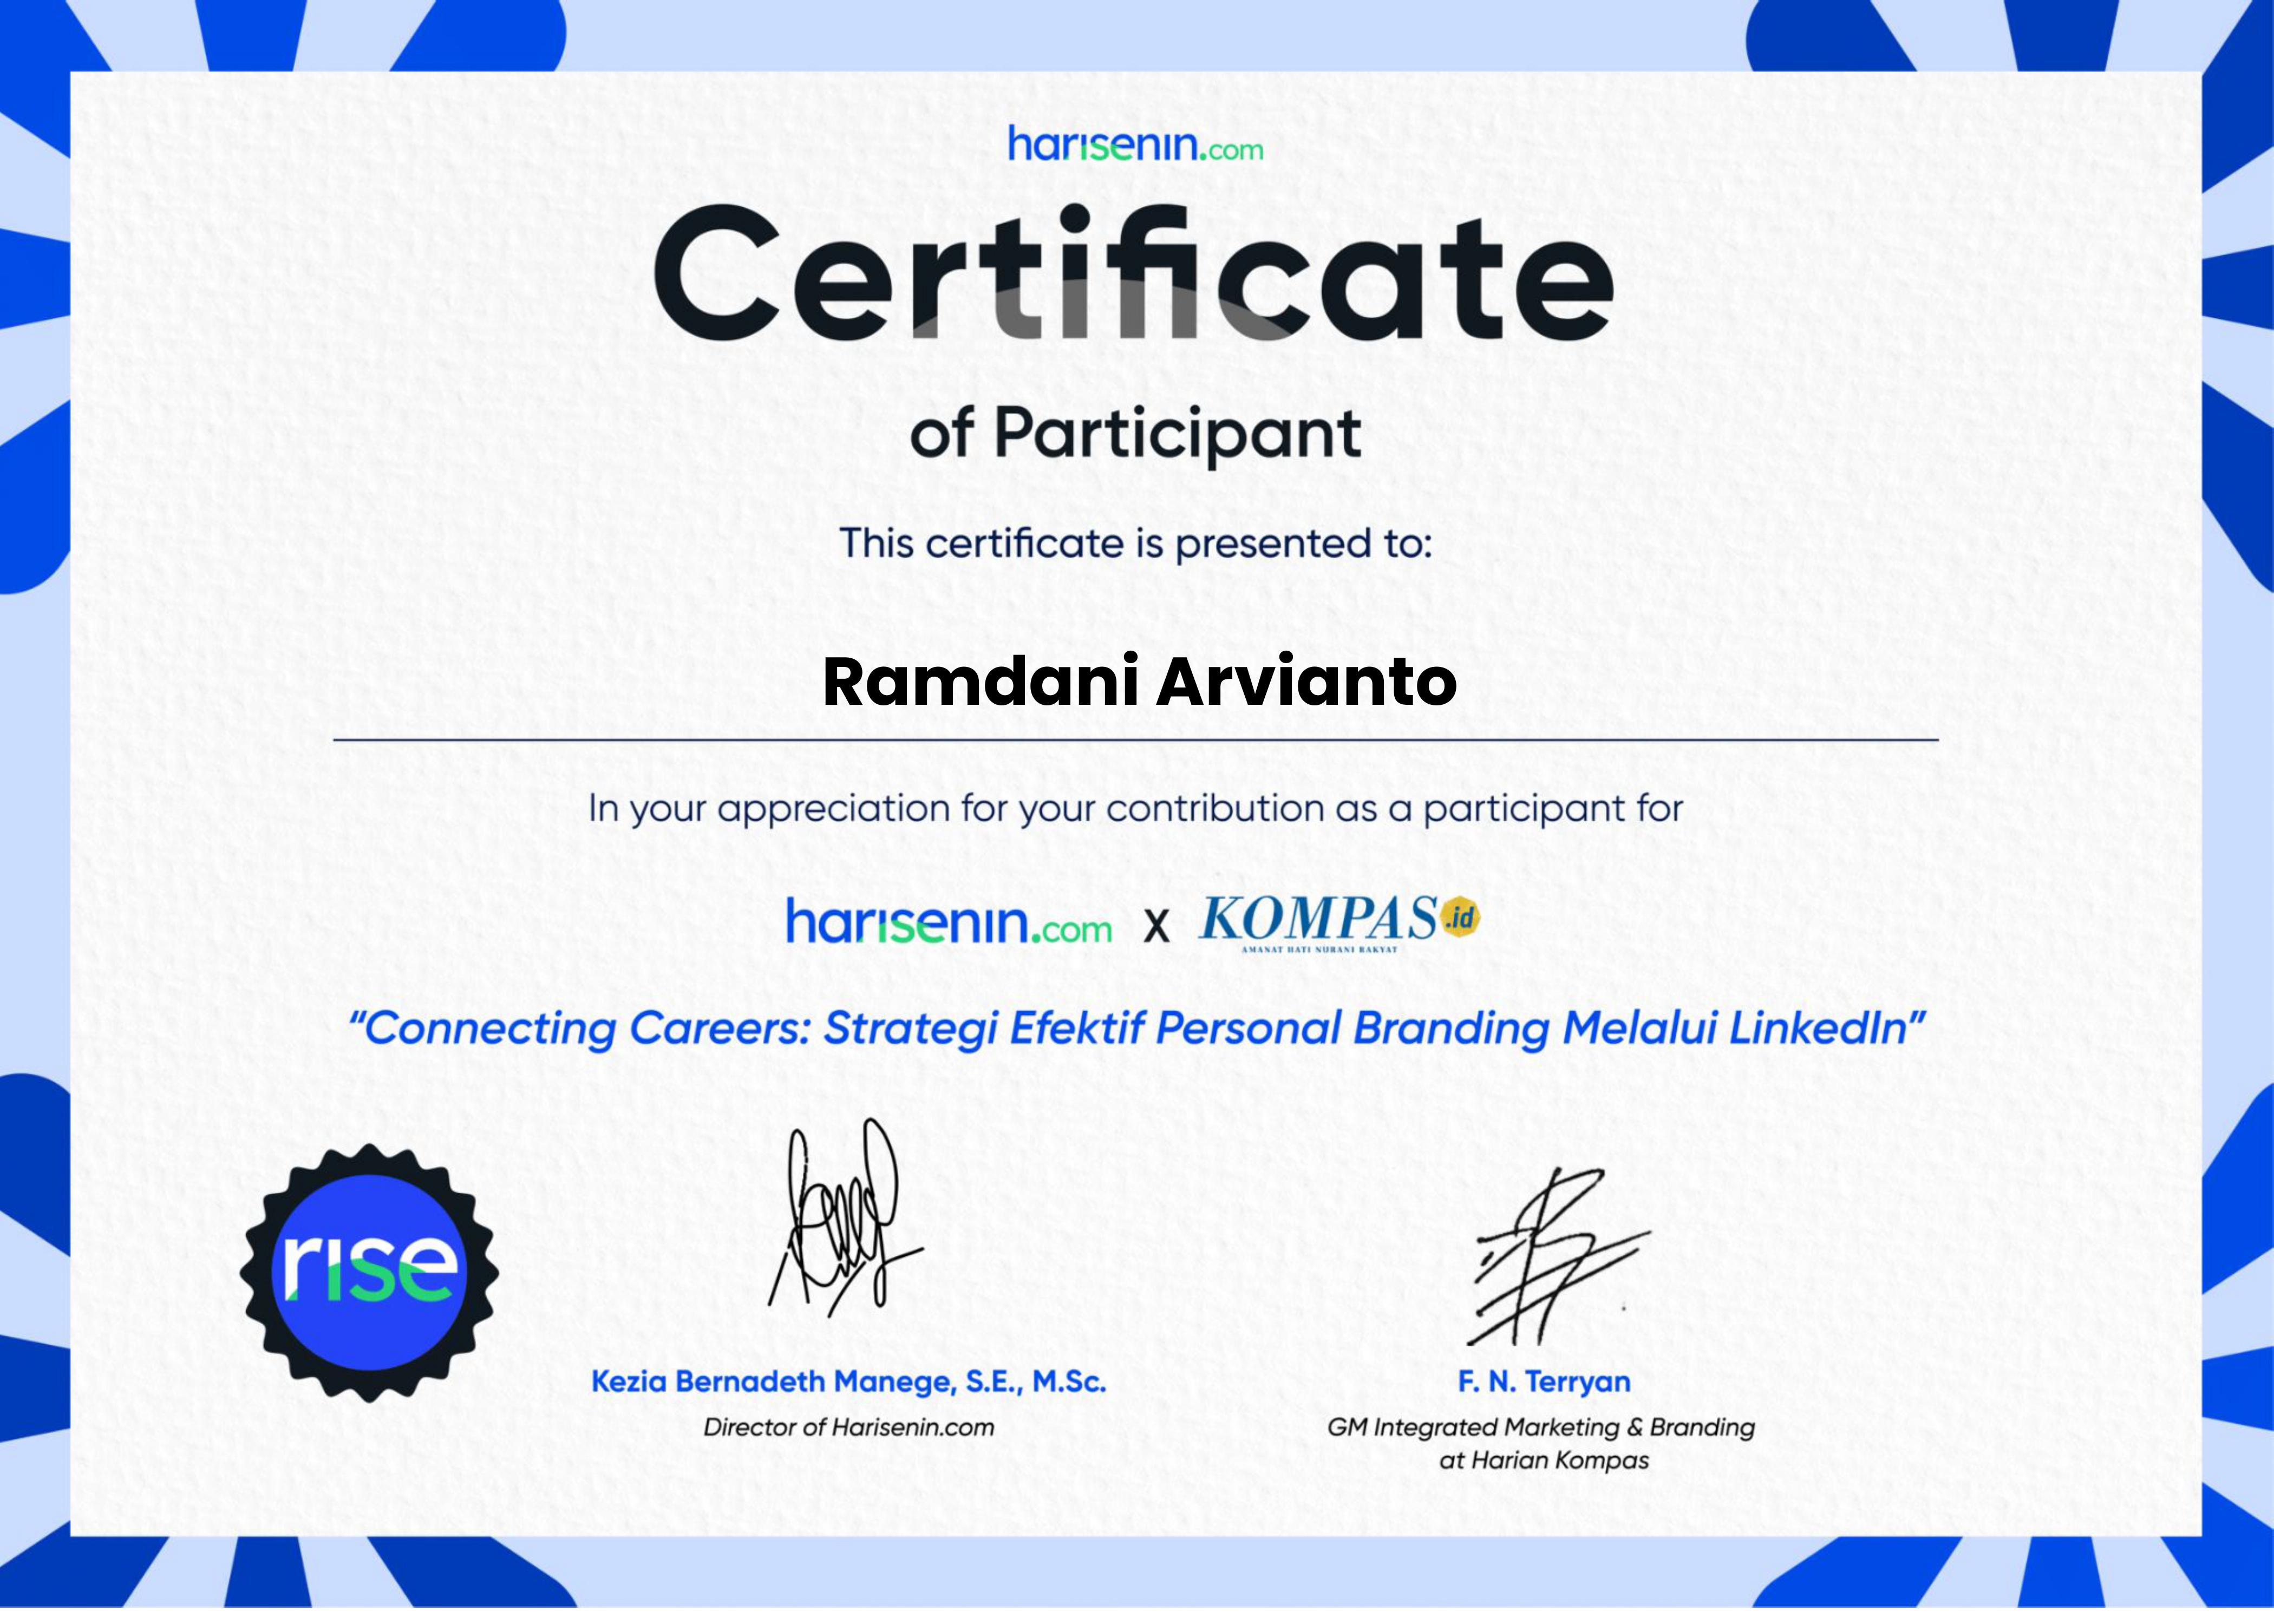 harisenin.com
Certificate
of Participant
This certificate is presented to:
Ramdani Arvianto
In your appreciation for your contribution as a participant for
harisenin.com X KOMPAS.id
AMANAT HATI NURANI RAKYAT
“Connecting Careers: Strategi Efektif Personal Branding Melalui LinkedIn”
rise
Kezia Bernadeth Manege, S.E., M.Sc.
Director of Harisenin.com
F. N. Terryan
GM Integrated Marketing & Branding
at Harian Kompas